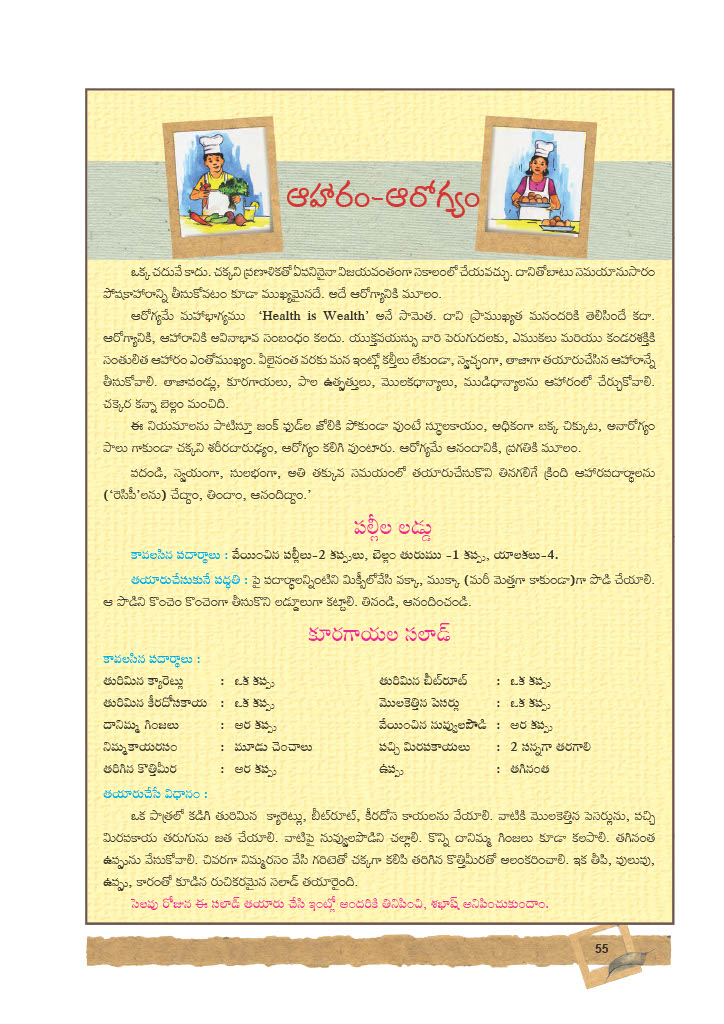 ఆహారం-ఆరోగ్యం
ఒక్క చదువే కాదు. చక్కని ప్రణాళికతో ఏపనినైనా విజయవంతంగా సకాలంలో చేయవచ్చు. దానితోబాటు సమయానుసారం
పోషకాహారాన్ని తీసుకోవటం కూడా ముఖ్యమైనదే. అదే ఆరోగ్యానికి మూలం.
ఆరోగ్యమే మహాభాగ్యము ‘Health is Wealth’ అనే సామెత. దాని ప్రాముఖ్యత మనందరికి తెలిసిందే కదా.
ఆరోగ్యానికి, ఆహారానికి అవినాభావ సంబంధం కలదు. యుక్తవయస్సు వారి పెరుగుదలకు, ఎముకలు మరియు కండరశక్తికి
సంతులిత ఆహారం ఎంతోముఖ్యం. వీలైనంత వరకు మన ఇంట్లో కల్తీలు లేకుండా, స్వచ్ఛంగా, తాజాగా తయారుచేసిన ఆహారాన్నే
తీసుకోవాలి. తాజాపండ్లు, కూరగాయలు, పాల ఉత్పత్తులు, మొలకధాన్యాలు, ముడిధాన్యాలను ఆహారంలో చేర్చుకోవాలి.
చక్కెర కన్నా బెల్లం మంచిది.
ఈ నియమాలను పాటిస్తూ జంక్ ఫుడ్‌ల జోలికి పోకుండా వుంటే స్థూలకాయం, అధికంగా బక్క చిక్కుట, అనారోగ్యం
పాలు గాకుండా చక్కని శరీరదారుఢ్యం, ఆరోగ్యం కలిగి వుంటారు. ఆరోగ్యమే ఆనందానికి, ప్రగతికి మూలం.
పదండి, స్వయంగా, సులభంగా, అతి తక్కువ సమయంలో తయారుచేసుకొని తినగలిగే క్రింది ఆహారపదార్థాలను
(‘రెసిపీ’లను) చేద్దాం, తిందాం, ఆనందిద్దాం.’
పల్లీల లడ్డు
కావలసిన పదార్థాలు : వేయించిన పల్లీలు-2 కప్పులు, బెల్లం తురుము -1 కప్పు, యాలకలు-4.
తయారుచేసుకునే పద్ధతి : పై పదార్థాలన్నింటిని మిక్సీలోవేసి పక్కా, ముక్కా (మరీ మెత్తగా కాకుండా)గా పొడి చేయాలి.
ఆ పొడిని కొంచెం కొంచెంగా తీసుకొని లడ్డూలుగా కట్టాలి. తినండి, ఆనందించండి.
కూరగాయల సలాడ్
కావలసిన పదార్థాలు :
తురిమిన క్యారెట్లు : ఒక కప్పు తురిమిన బీట్‌రూట్ : ఒక కప్పు
తురిమిన కీరదోసకాయ : ఒక కప్పు మొలకెత్తిన పెసర్లు : ఒక కప్పు
దానిమ్మ గింజలు : అర కప్పు వేయించిన నువ్వులపౌడి : అర కప్పు
నిమ్మకాయరసం : మూడు చెంచాలు పచ్చి మిరపకాయలు : 2 సన్నగా తరగాలి
తరిగిన కొత్తిమీర : అర కప్పు ఉప్పు : తగినంత
తయారుచేసే విధానం :
ఒక పాత్రలో కడిగి తురిమిన క్యారెట్లు, బీట్‌రూట్, కీరదోస కాయలను వేయాలి. వాటికి మొలకెత్తిన పెసర్లును, పచ్చి
మిరపకాయ తరుగును జత చేయాలి. వాటిపై నువ్వులపొడిని చల్లాలి. కొన్ని దానిమ్మ గింజలు కూడా కలపాలి. తగినంత
ఉప్పును వేసుకోవాలి. చివరగా నిమ్మరసం వేసి గరిటెతో చక్కగా కలిపి తరిగిన కొత్తిమీరతో అలంకరించాలి. ఇక తీపి, పులుపు,
ఉప్పు, కారంతో కూడిన రుచికరమైన సలాడ్ తయారైంది.
సెలవు రోజున ఈ సలాడ్ తయారు చేసి ఇంట్లో అందరికి తినిపించి, శభాష్ అనిపించుకుందాం.
55